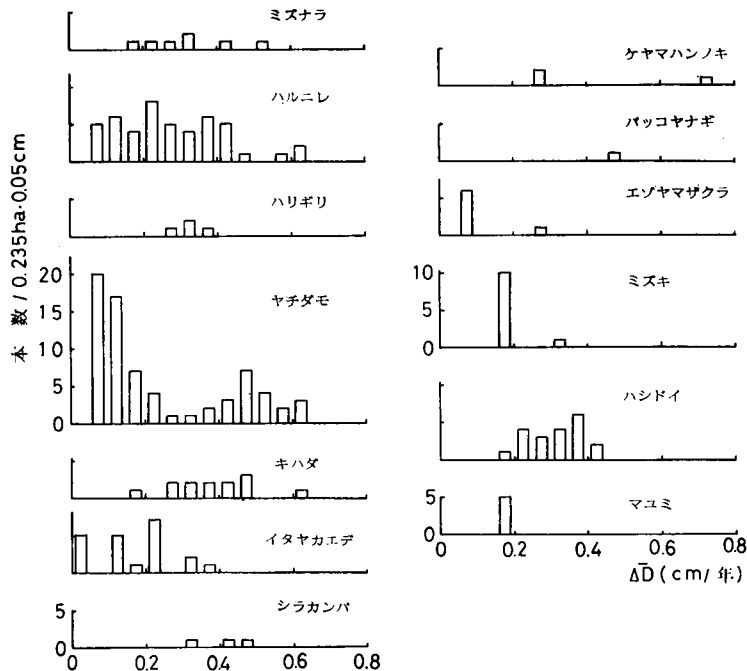 ミズナラ
ハルニレ
ハリギリ
ヤチダモ
20
15
10
5
0
キハダ
イタヤカエデ
シラカンバ
5
0
0 0.2 0.4 0.6 0.8
本 数 / 0.235ha·0.05cm
ケヤマハンノキ
バッコヤナギ
エゾヤマザクラ
ミズキ
10
5
0
ハシドイ
マユミ
5
0
0 0.2 0.4 0.8
ΔD̄ (cm/年)